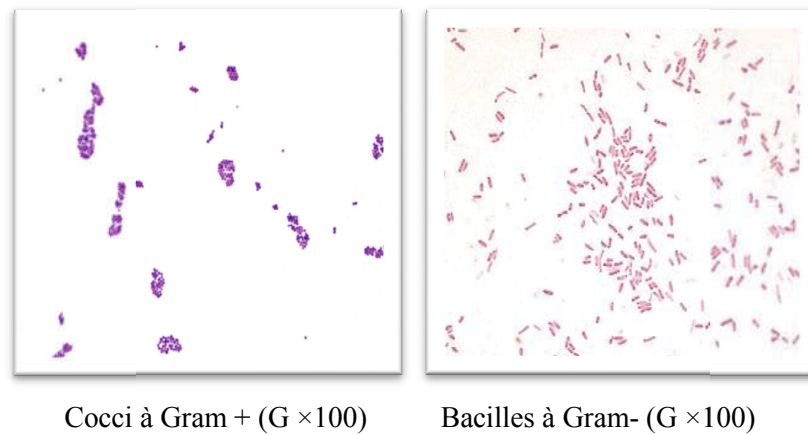 Cocci à Gram + (G ×100)
Bacilles à Gram- (G ×100)